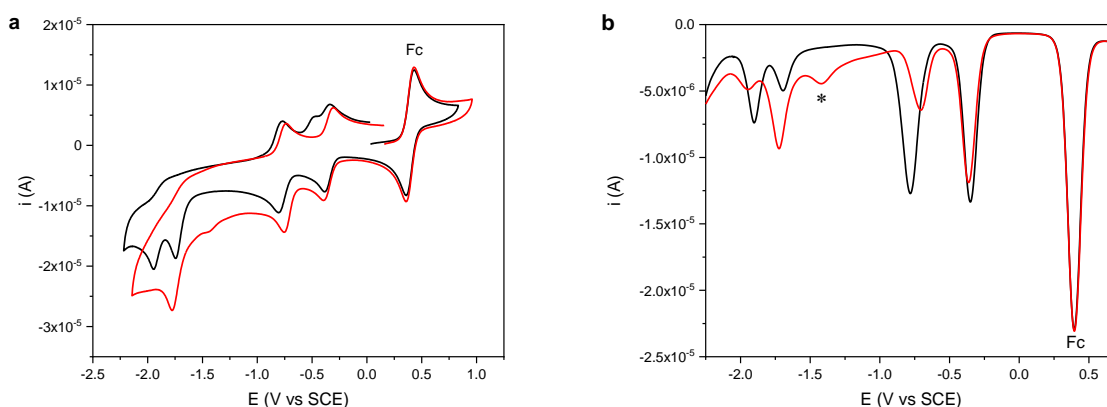 a
Fc
2x10⁻⁵
1x10⁻⁵
0
-1x10⁻⁵
-2x10⁻⁵
-3x10⁻⁵
i (A)
-2.5 -2.0 -1.5 -1.0 -0.5 0.0 0.5 1.0
E (V vs SCE)
b
0.0
-5.0x10⁻⁶
-1.0x10⁻⁵
-1.5x10⁻⁵
-2.0x10⁻⁵
-2.5x10⁻⁵
i (A)
*
Fc
-2.0 -1.5 -1.0 -0.5 0.0 0.5
E (V vs SCE)